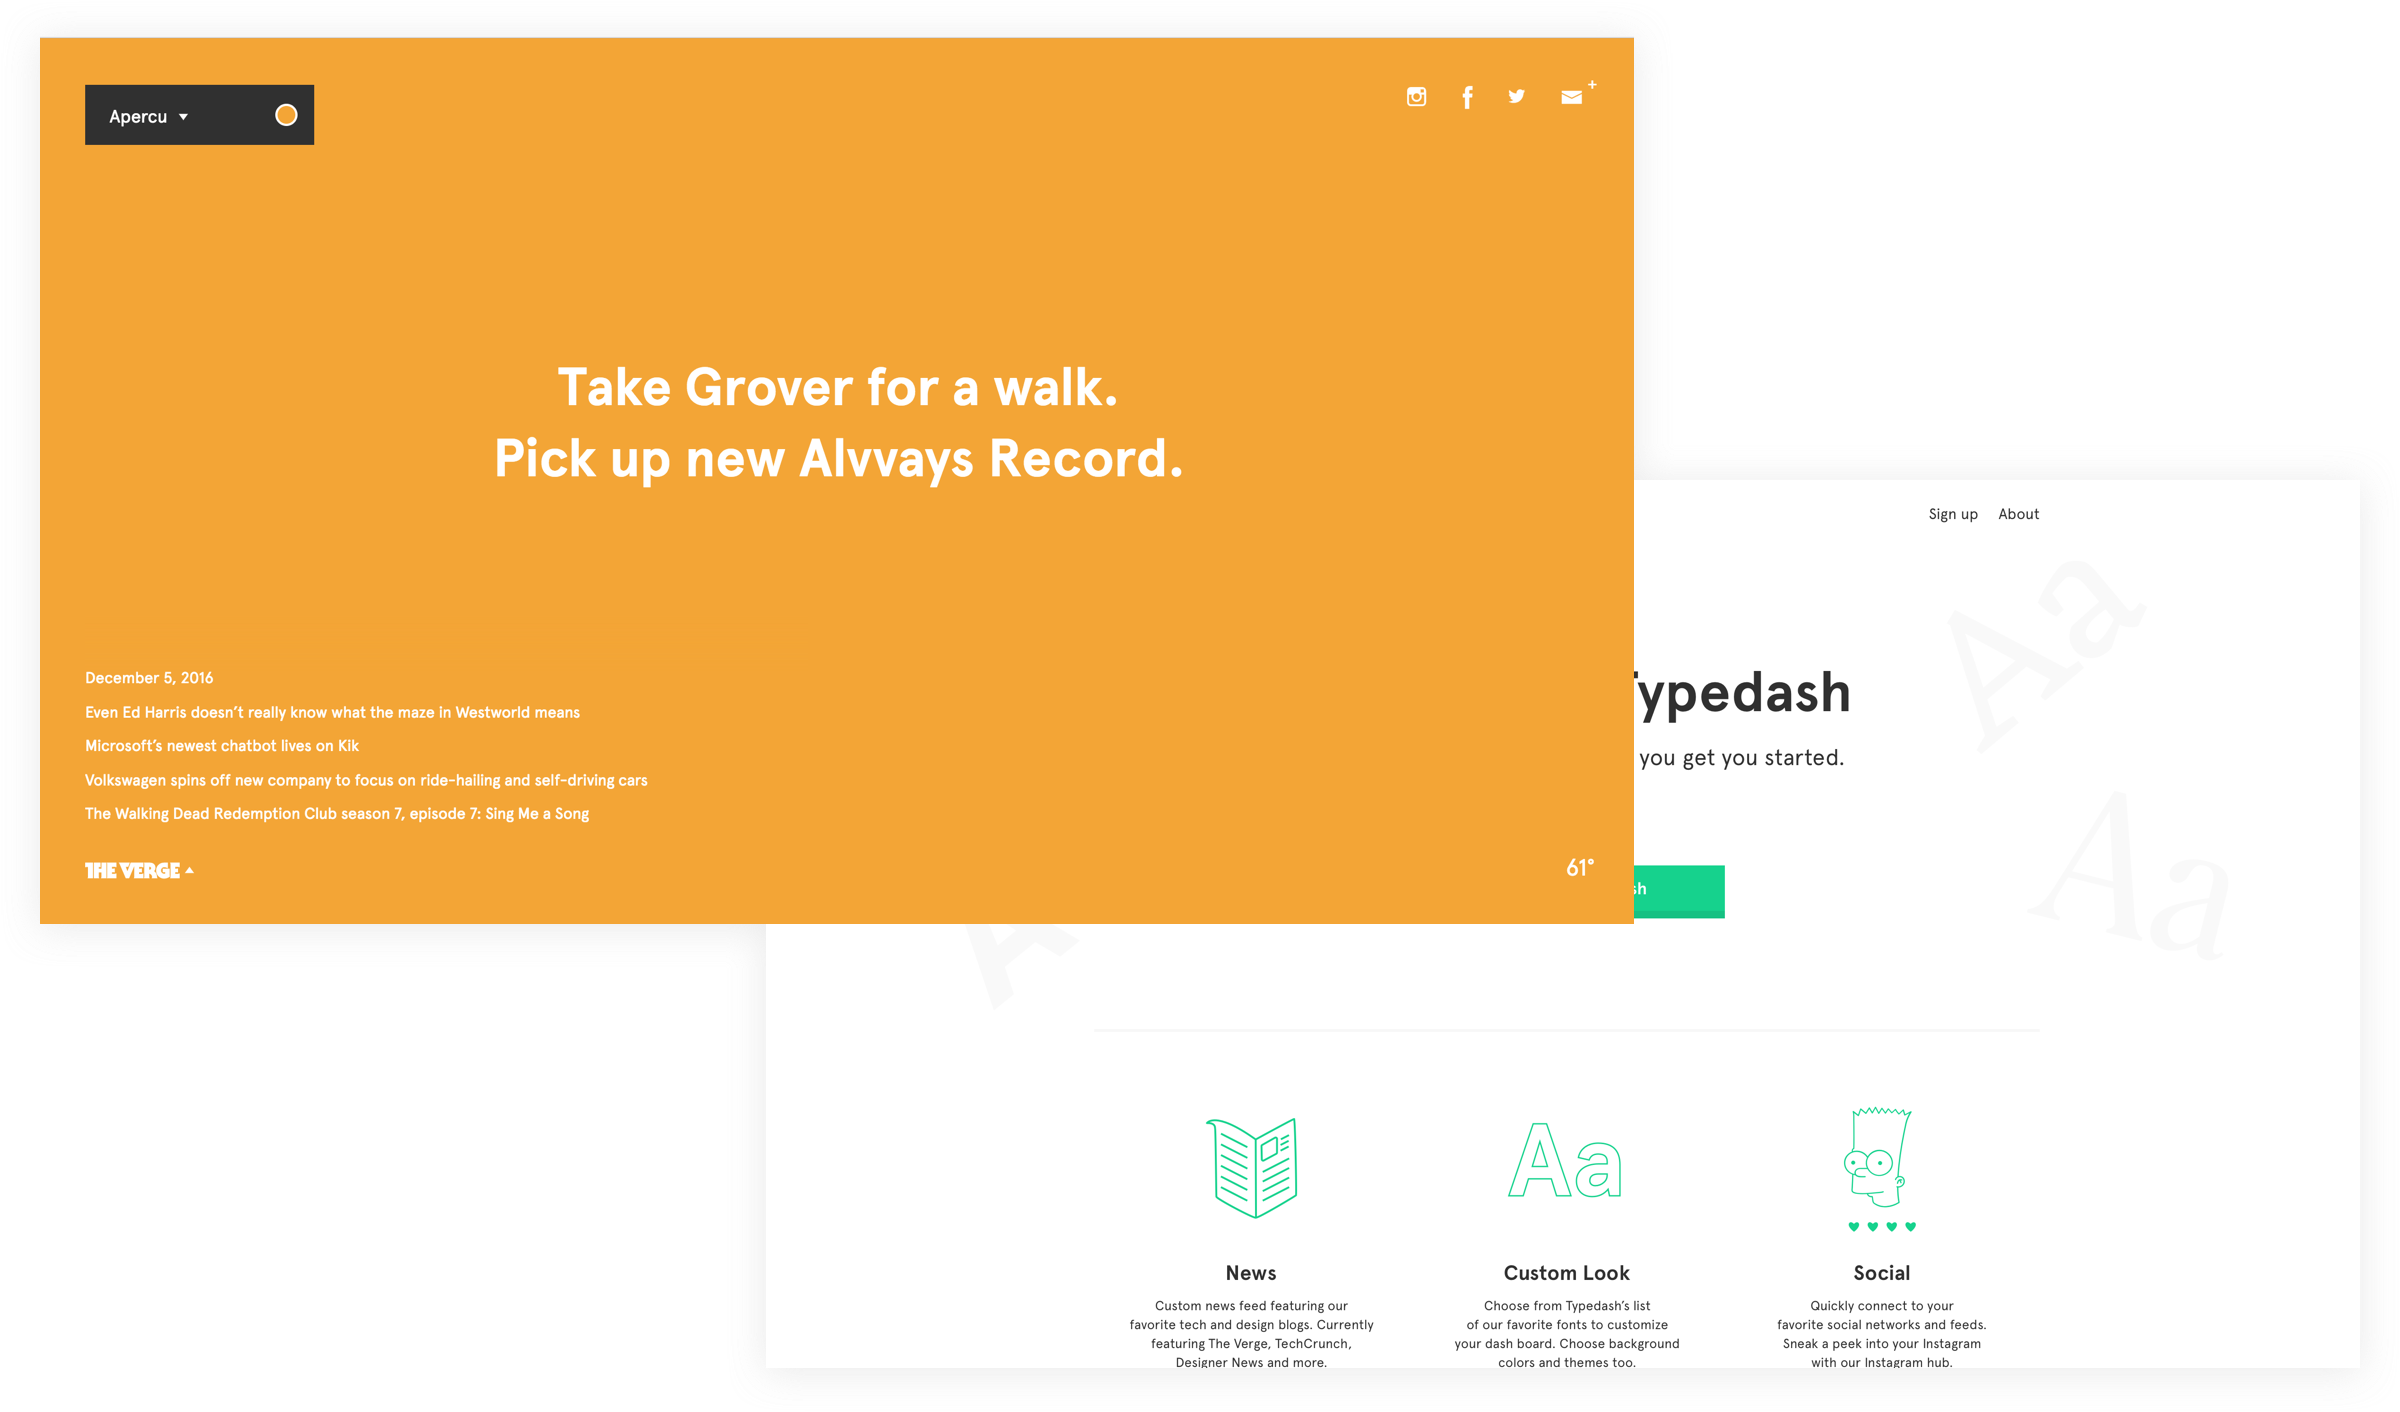 Apercu
Take Grover for a walk.
Pick up new Alvvays Record.
December 5, 2016
Even Ed Harris doesn’t really know what the maze in Westworld means
Microsoft’s newest chatbot lives on Kik
Volkswagen spins off new company to focus on ride-hailing and self-driving cars
The Walking Dead Redemption Club season 7, episode 7: Sing Me a Song
THE VERGE
61°
Sign up About
Typedash
you get you started.
sh
Aa
Aa
A
Aa
News
Custom news feed featuring our
favorite tech and design blogs. Currently
featuring The Verge, TechCrunch,
Designer News and more.
Custom Look
Choose from Typedash’s list
of our favorite fonts to customize
your dash board. Choose background
colors and themes too.
Social
Quickly connect to your
favorite social networks and feeds.
Sneak a peek into your Instagram
with our Instagram hub.